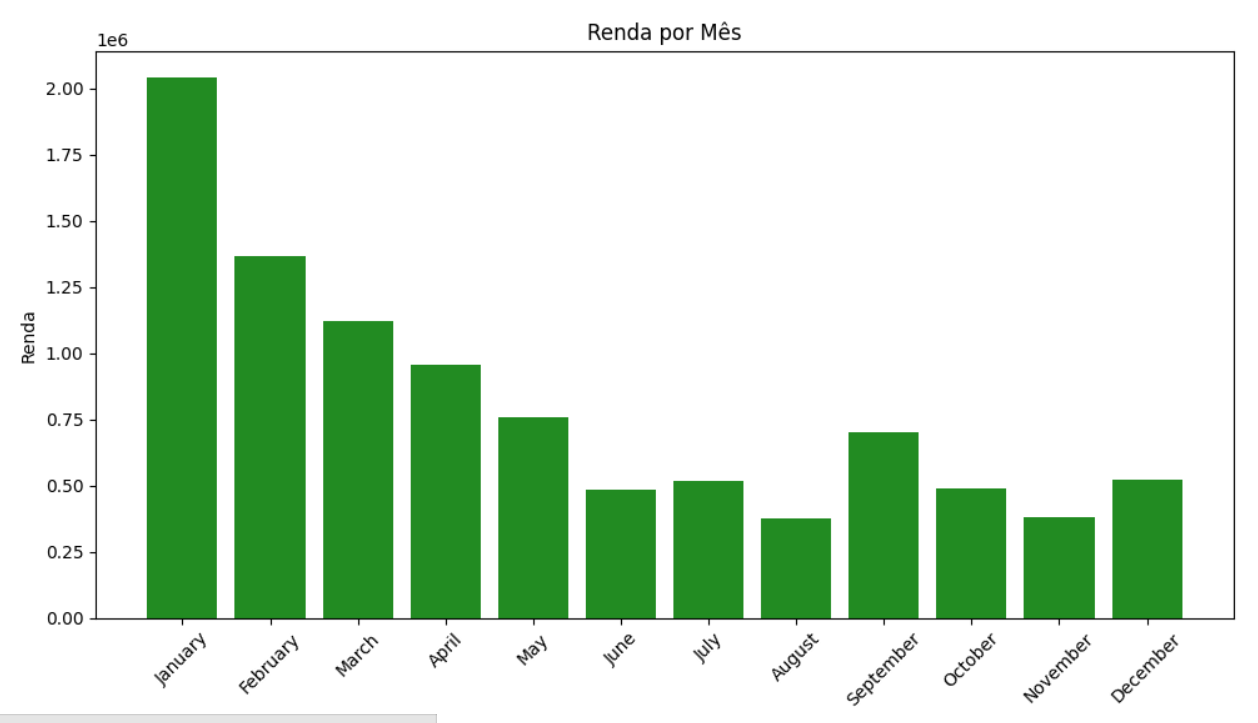 Renda por Mês
1e6
2.00
1.75
1.50
1.25
1.00
0.75
0.50
0.25
0.00
Renda
January
February
March
April
May
June
July
August
September
October
November
December